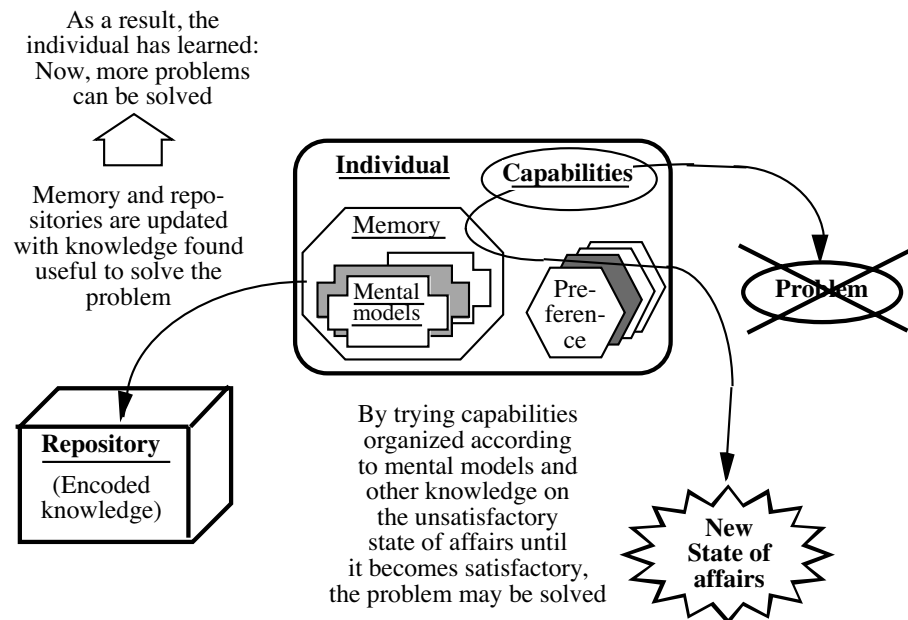 As a result, the
individual has learned:
Now, more problems
can be solved
Memory and repo-
sitories are updated
with knowledge found
useful to solve the
problem
Individual
Capabilities
Memory
Mental
models
Pre-
feren-
ce
Problem
Repository
(Encoded
knowledge)
By trying capabilities
organized according
to mental models and
other knowledge on
the unsatisfactory
state of affairs until
it becomes satisfactory,
the problem may be solved
New
State of
affairs